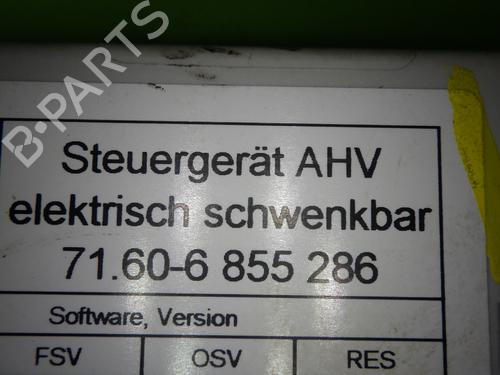 B-PARTS
Steuergerät AHV
elektrisch schwenkbar
71.60-6 855 286
Software, Version
FSV OSV RES